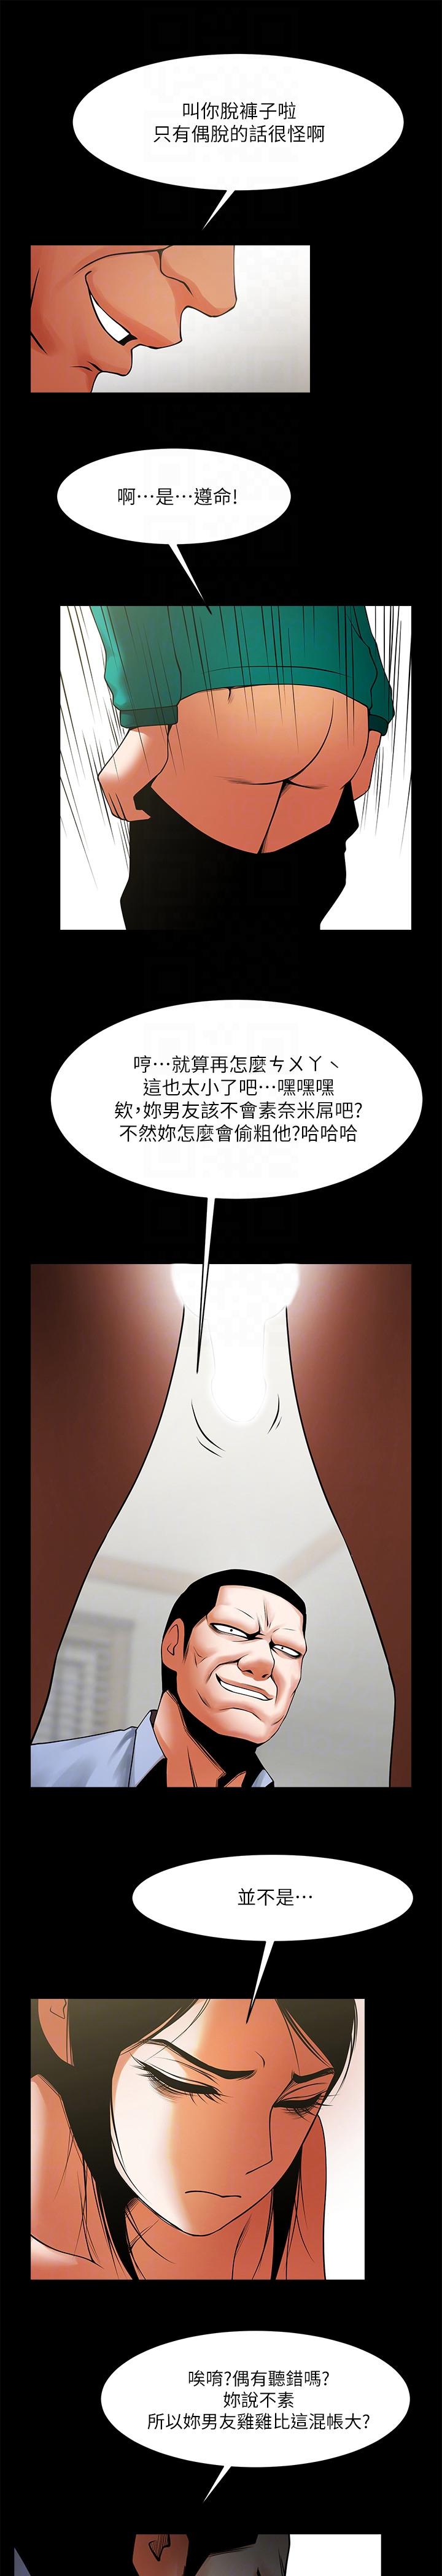 叫你脫褲子啦
只有偶脫的話很怪啊
啊⋯是⋯遵命!
哼⋯就算再怎麼ㄘㄨㄚˋ
這也太小了吧⋯嘿嘿嘿
欸,妳男友該不會素奈米屌吧?
不然妳怎麼會偷粗他?哈哈哈
並不是⋯
唉唷?偶有聽錯嗎?
妳說不素
所以妳男友雞雞比這混帳大?